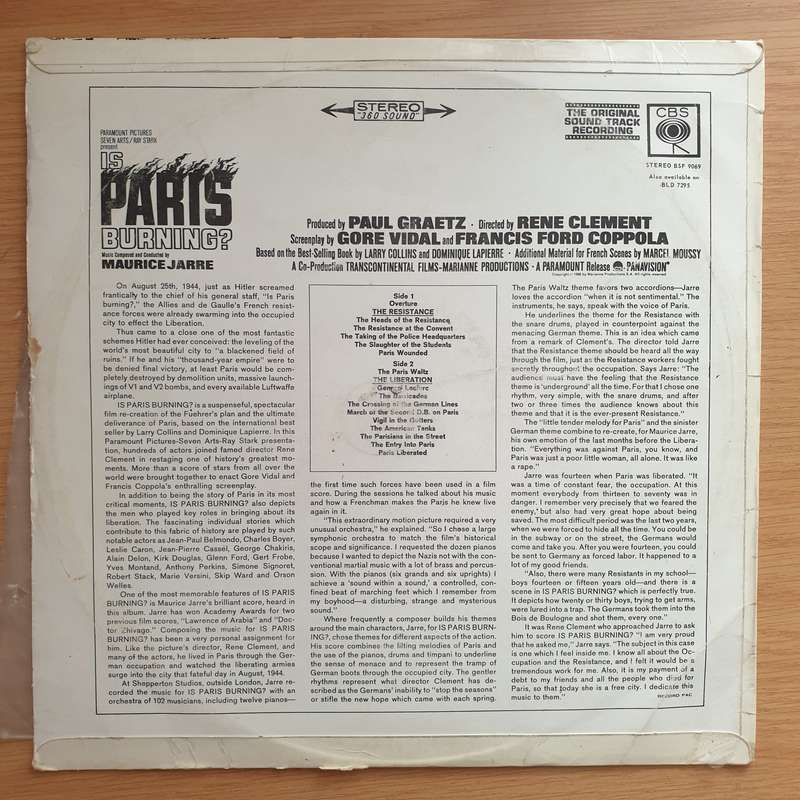 STEREO
"360 SOUND"
THE ORIGINAL
SOUND TRACK
RECORDING
CBS
STEREO BSP 9069
Also available on
BLD 7295
PARAMOUNT PICTURES
SEVEN ARTS/RAY STARK
present
IS
PARIS
BURNING?
Music Composed and Conducted by
MAURICE JARRE
Produced by PAUL GRAETZ · Directed by RENE CLEMENT
Screenplay by GORE VIDAL and FRANCIS FORD COPPOLA
Based on the Best-Selling Book by LARRY COLLINS and DOMINIQUE LAPIERRE · Additional Material for French Scenes by MARCEL MOUSSY
A Co-Production TRANSCONTINENTAL FILMS-MARIANNE PRODUCTIONS · A PARAMOUNT Release PANAVISION®
On August 25th, 1944, just as Hitler screamed
frantically to the chief of his general staff, "Is Paris
burning?," the Allies and de Gaulle's French resist-
ance forces were already swarming into the occupied
city to effect the Liberation.
Thus came to a close one of the most fantastic
schemes Hitler had ever conceived: the leveling of the
world's most beautiful city to "a blackened field of
ruins." If he and his "thousand-year empire" were to
be denied final victory, at least Paris would be com-
pletely destroyed by demolition units, massive launch-
ings of V1 and V2 bombs, and every available Luftwaffe
airplane.
IS PARIS BURNING? is a suspenseful, spectacular
film re-creation of the Fuehrer's plan and the ultimate
deliverance of Paris, based on the international best
seller by Larry Collins and Dominique Lapierre. In this
Paramount Pictures-Seven Arts-Ray Stark presenta-
tion, hundreds of actors joined famed director Rene
Clement in restaging one of history's greatest mo-
ments. More than a score of stars from all over the
world were brought together to enact Gore Vidal and
Francis Coppola's enthralling screenplay.
In addition to being the story of Paris in its most
critical moments, IS PARIS BURNING? also depicts
the men who played key roles in bringing about its
liberation. The fascinating individual stories which
contribute to this fabric of history are played by such
notable actors as Jean-Paul Belmondo, Charles Boyer,
Leslie Caron, Jean-Pierre Cassel, George Chakiris,
Alain Delon, Kirk Douglas, Glenn Ford, Gert Frobe,
Yves Montand, Anthony Perkins, Simone Signoret,
Robert Stack, Marie Versini, Skip Ward and Orson
Welles.
One of the most memorable features of IS PARIS
BURNING? is Maurice Jarre's brilliant score, heard in
this album. Jarre has won Academy Awards for two
previous film scores, "Lawrence of Arabia" and "Doc-
tor Zhivago." Composing the music for IS PARIS
BURNING? has been a very personal assignment for
him. Like the picture's director, Rene Clement, and
many of the actors, he lived in Paris through the Ger-
man occupation and watched the liberating armies
surge into the city that fateful day in August, 1944.
At Shepperton Studios, outside London, Jarre re-
corded the music for IS PARIS BURNING? with an
orchestra of 102 musicians, including twelve pianos—
Side 1
Overture
THE RESISTANCE
The Heads of the Resistance
The Resistance at the Convent
The Taking of the Police Headquarters
The Slaughter of the Students
Paris Wounded
Side 2
The Paris Waltz
THE LIBERATION
General Leclerc
The Barricades
The Crossing of the German Lines
March of the Second D.B. on Paris
Vigil in the Gutters
The American Tanks
The Parisians in the Street
The Entry Into Paris
Paris Liberated
the first time such forces have been used in a film
score. During the sessions he talked about his music
and how a Frenchman makes the Paris he knew live
again in it.
"This extraordinary motion picture required a very
unusual orchestra," he explained. "So I chose a large
symphonic orchestra to match the film's historical
scope and significance. I requested the dozen pianos
because I wanted to depict the Nazis not with the con-
ventional martial music with a lot of brass and percus-
sion. With the pianos (six grands and six uprights) I
achieve a 'sound within a sound,' a controlled, con-
fined beat of marching feet which I remember from
my boyhood—a disturbing, strange and mysterious
sound."
Where frequently a composer builds his themes
around the main characters, Jarre, for IS PARIS BURN-
ING?, chose themes for different aspects of the action.
His score combines the lilting melodies of Paris and
the use of the pianos, drums and timpani to underline
the sense of menace and to represent the tramp of
German boots through the occupied city. The gentler
rhythms represent what director Clement has de-
scribed as the Germans' inability to "stop the seasons"
or stifle the new hope which came with each spring.
The Paris Waltz theme favors two accordions—Jarre
loves the accordion "when it is not sentimental." The
instruments, he says, speak with the voice of Paris.
He underlines the theme for the Resistance with
the snare drums, played in counterpoint against the
menacing German theme. This is an idea which came
from a remark of Clement's. The director told Jarre
that the Resistance theme should be heard all the way
through the film, just as the Resistance workers fought
secretly throughout the occupation. Says Jarre: "The
audience must have the feeling that the Resistance
theme is 'underground' all the time. For that I chose one
rhythm, very simple, with the snare drums, and after
two or three times the audience knows about this
theme and that it is the ever-present Resistance."
The "little tender melody for Paris" and the sinister
German theme combine to re-create, for Maurice Jarre,
his own emotion of the last months before the Libera-
tion. "Everything was against Paris, you know, and
Paris was just a poor little woman, all alone. It was like
a rape."
Jarre was fourteen when Paris was liberated. "It
was a time of constant fear, the occupation. At this
moment everybody from thirteen to seventy was in
danger. I remember very precisely that we feared the
enemy, but also had very great hope about being
saved. The most difficult period was the last two years,
when we were forced to hide all the time. You could be
in the subway or on the street, and the Germans would
come and take you. After you were fourteen, you could
be sent to Germany as forced labor. It happened to a
lot of my good friends.
"Also, there were many Resistants in my school—
boys fourteen or fifteen years old—and there is a
scene in IS PARIS BURNING? which is perfectly true.
It depicts how twenty or thirty boys, trying to get arms,
were lured into a trap. The Germans took them into the
Bois de Boulogne and shot them, every one."
It was Rene Clement who approached Jarre to ask
him to score IS PARIS BURNING? "I am very proud
that he asked me," Jarre says. "The subject in this case
is one which I feel inside me. I know all about the Oc-
cupation and the Resistance, and I felt it would be a
tremendous work for me. Also, it is my payment of a
debt to my friends and all the people who died for
Paris, so that today she is a free city. I dedicate this
music to them."
RECORD PAC